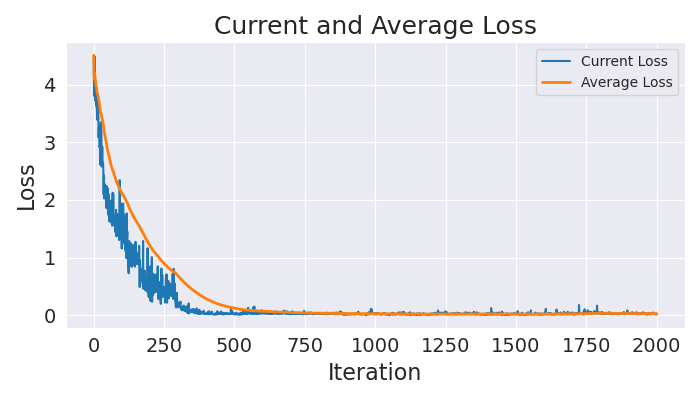 Current and Average Loss
Current Loss
Average Loss
Loss
4
3
2
1
0
0 250 500 750 1000 1250 1500 1750 2000
Iteration